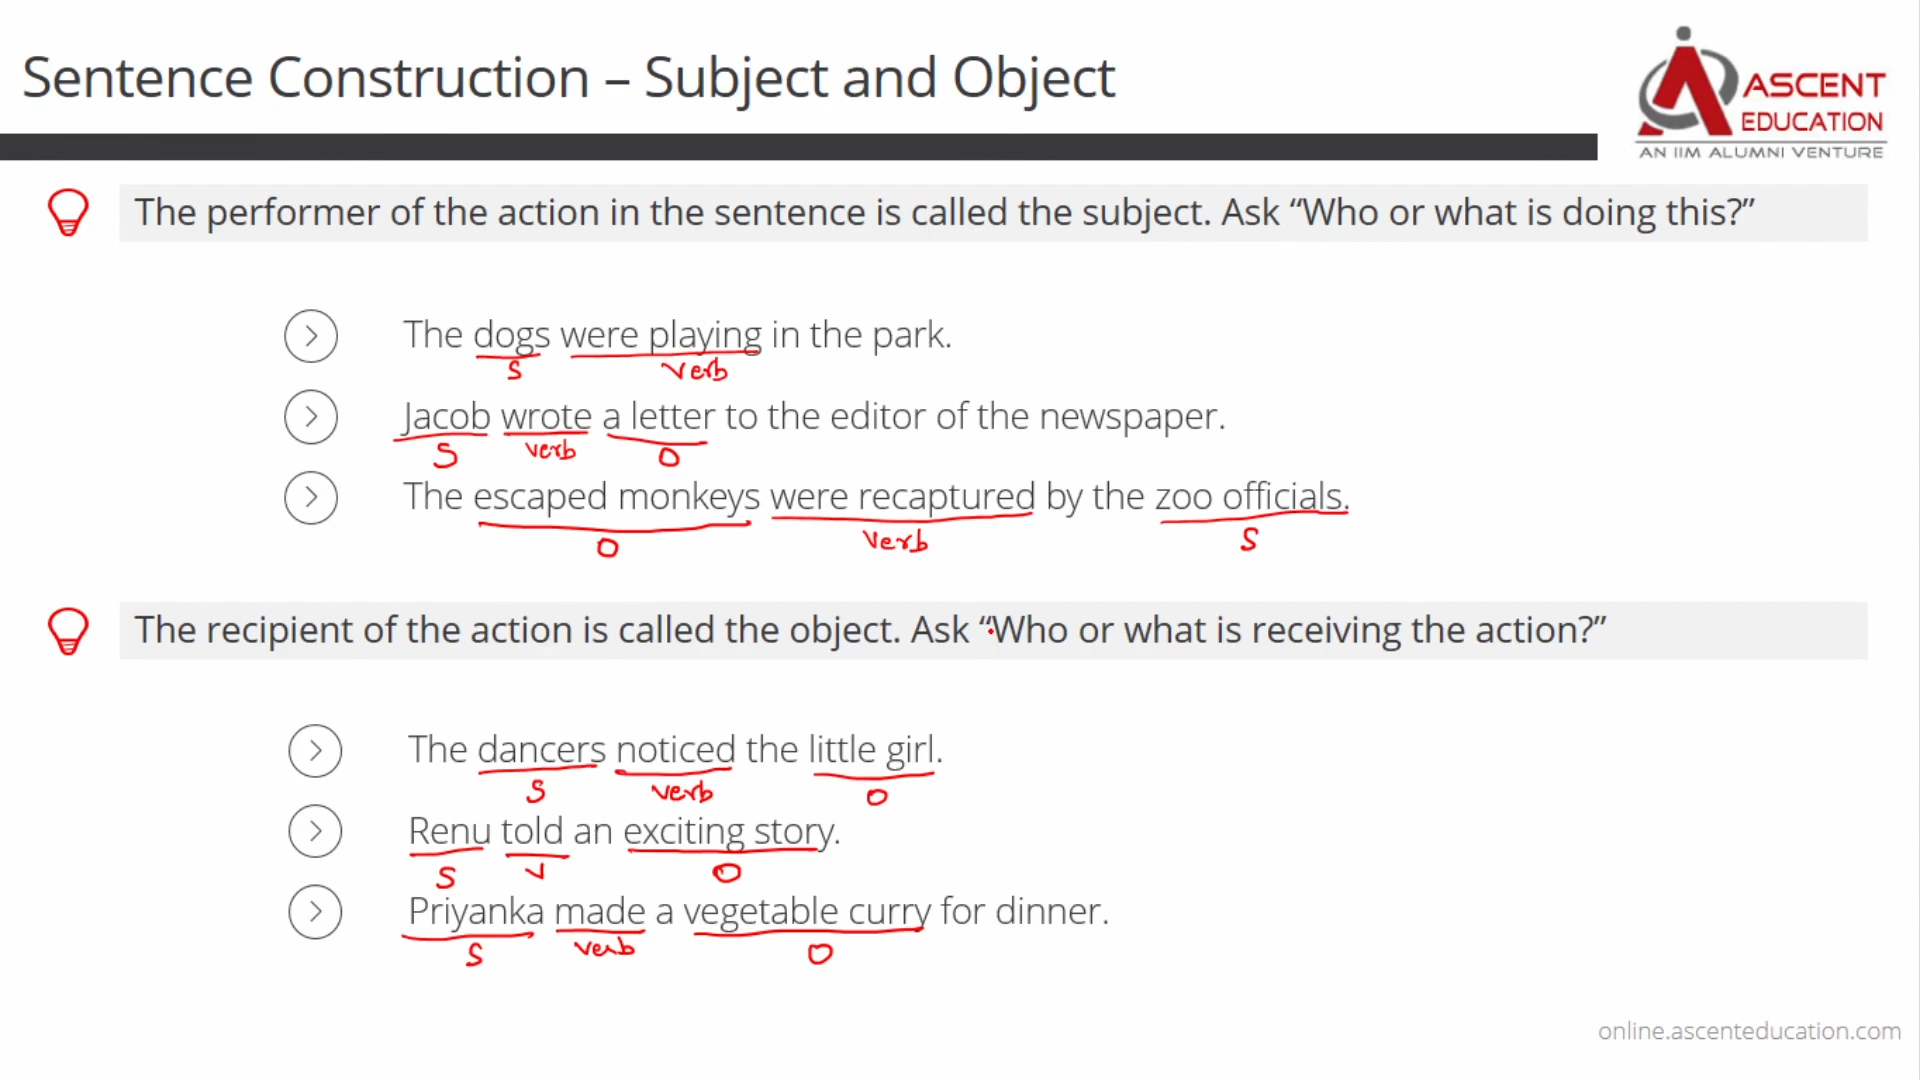 Sentence Construction – Subject and Object
ASCENT
EDUCATION
AN IIM ALUMNI VENTURE
The performer of the action in the sentence is called the subject. Ask “Who or what is doing this?”
The dogs were playing in the park.
S verb
Jacob wrote a letter to the editor of the newspaper.
S verb O
The escaped monkeys were recaptured by the zoo officials.
O verb S
The recipient of the action is called the object. Ask “Who or what is receiving the action?”
The dancers noticed the little girl.
S verb O
Renu told an exciting story.
S V O
Priyanka made a vegetable curry for dinner.
S verb O
online.ascenteducation.com